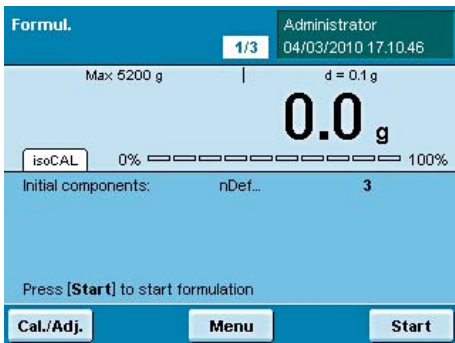 Formul.
Administrator
1/3
04/03/2010 17.10.46
Max 5200 g
d = 0.1 g
0.0 g
isoCAL
0%
100%
Initial components: nDef... 3
Press [Start] to start formulation
Cal./Adj.
Menu
Start